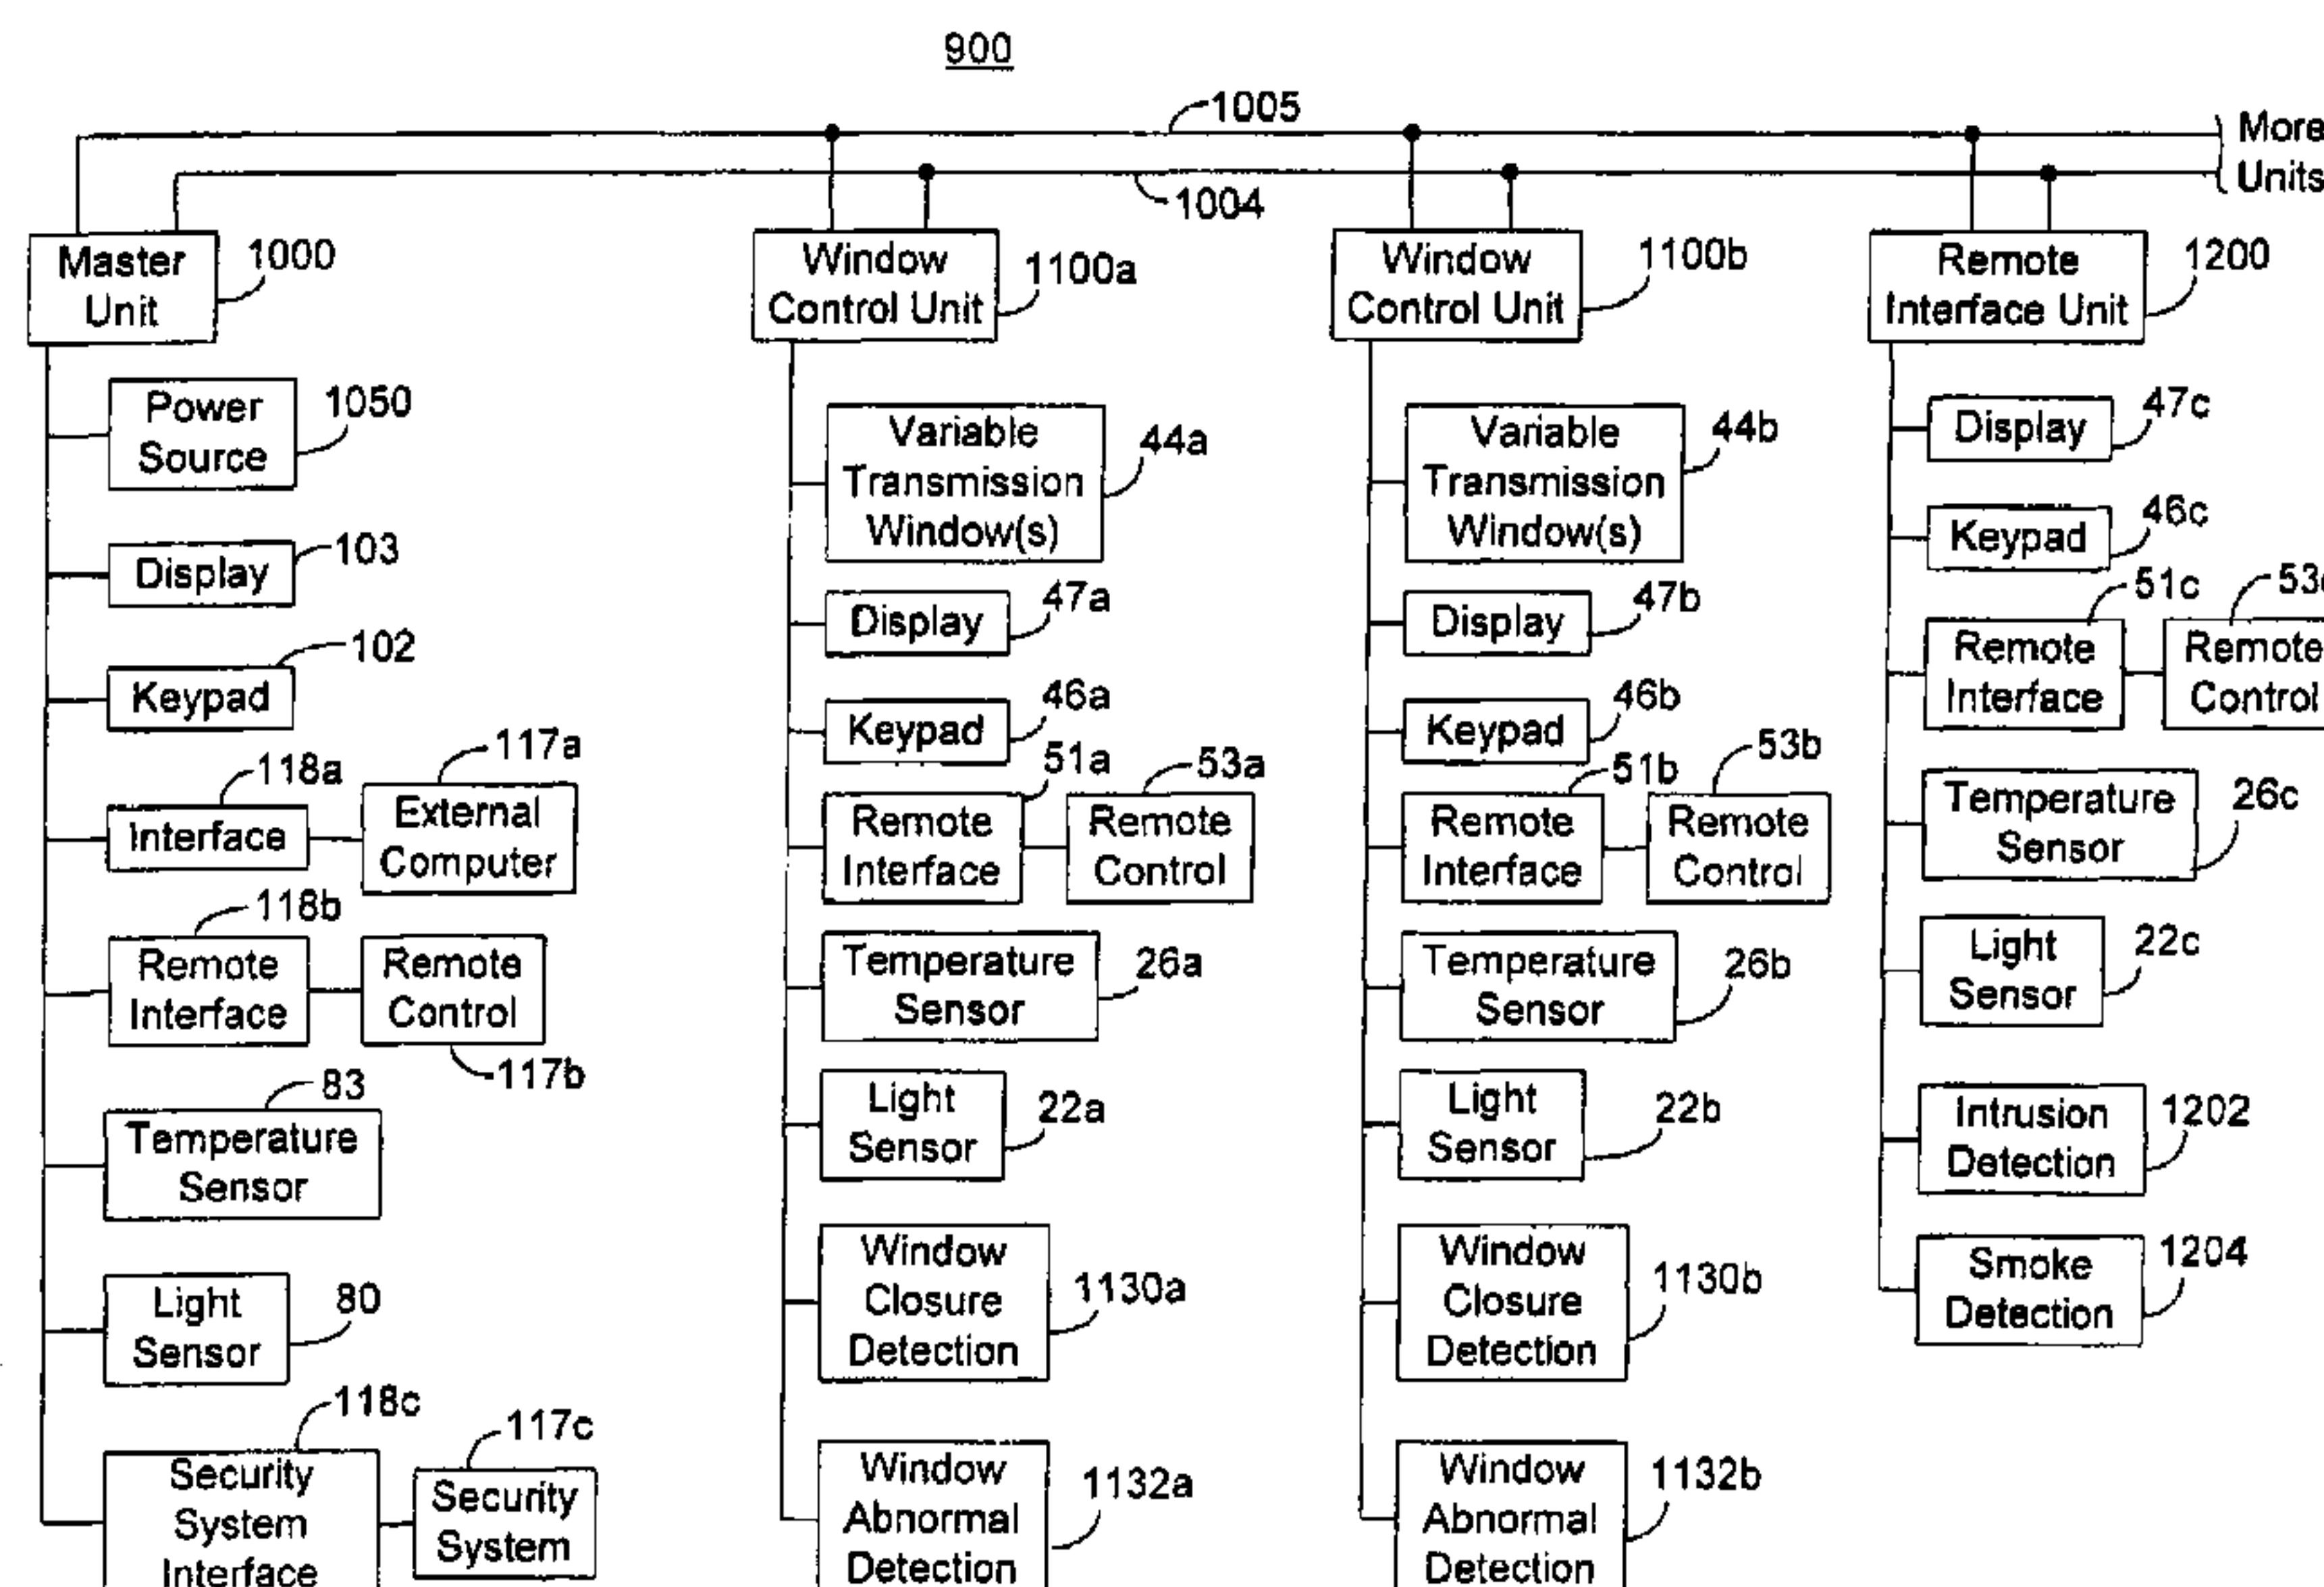 900
1005
More
Units
1004
Master
Unit
1000
Power
Source
1050
Display
103
Keypad
102
118a
Interface
117a
External
Computer
118b
Remote
Interface
Remote
Control
117b
83
Temperature
Sensor
Light
Sensor
80
118c
Security
System
Interface
117c
Security
System
Window
Control Unit
1100a
Variable
Transmission
Window(s)
44a
Display
47a
Keypad
46a
51a
Remote
Interface
53a
Remote
Control
Temperature
Sensor
26a
Light
Sensor
22a
Window
Closure
Detection
1130a
Window
Abnormal
Detection
1132a
Window
Control Unit
1100b
Variable
Transmission
Window(s)
44b
Display
47b
Keypad
46b
51b
Remote
Interface
53b
Remote
Control
Temperature
Sensor
26b
Light
Sensor
22b
Window
Closure
Detection
1130b
Window
Abnormal
Detection
1132b
Remote
Interface Unit
1200
Display
47c
Keypad
46c
51c
Remote
Interface
Remote
Control
Temperature
Sensor
26c
Light
Sensor
22c
Intrusion
Detection
1202
Smoke
Detection
1204